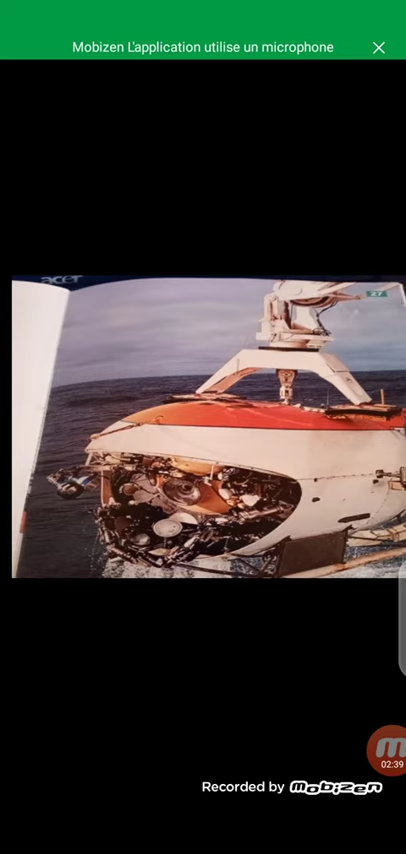 Mobizen L'application utilise un microphone
acer
27
02:39
Recorded by Mobizen